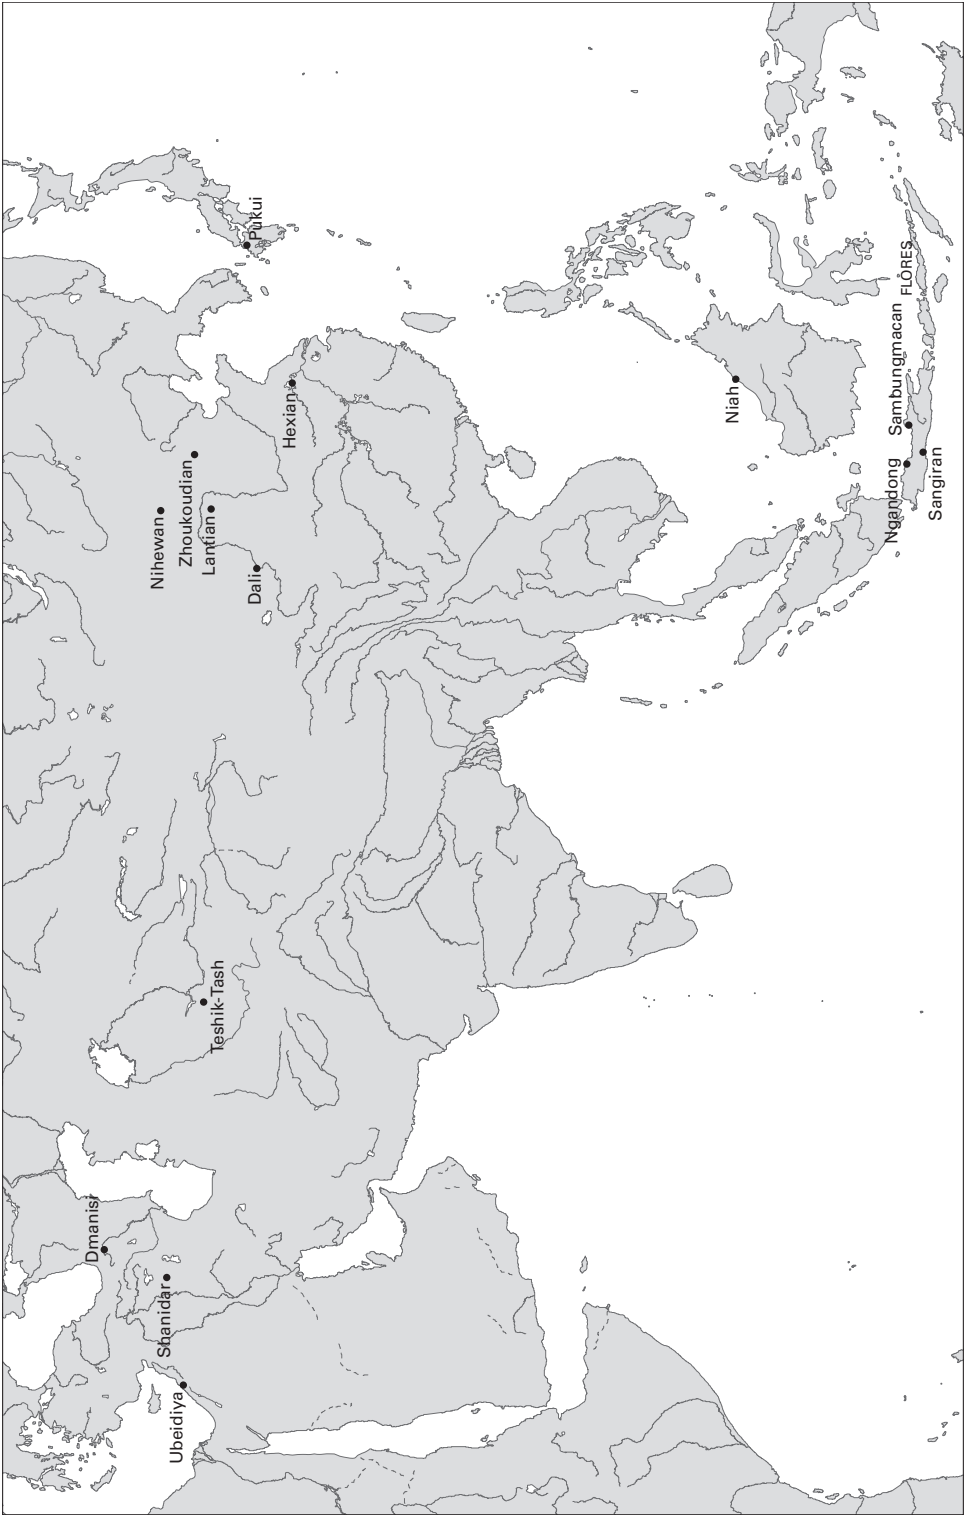 Dmanisi
Shanidar
Ubeidiya
Teshik-Tash
Nihewan
Zhoukoudian
Lantian
Dali
Hexian
Pukui
Niah
Ngandong
Sambungmacan
Sangiran
FLORES